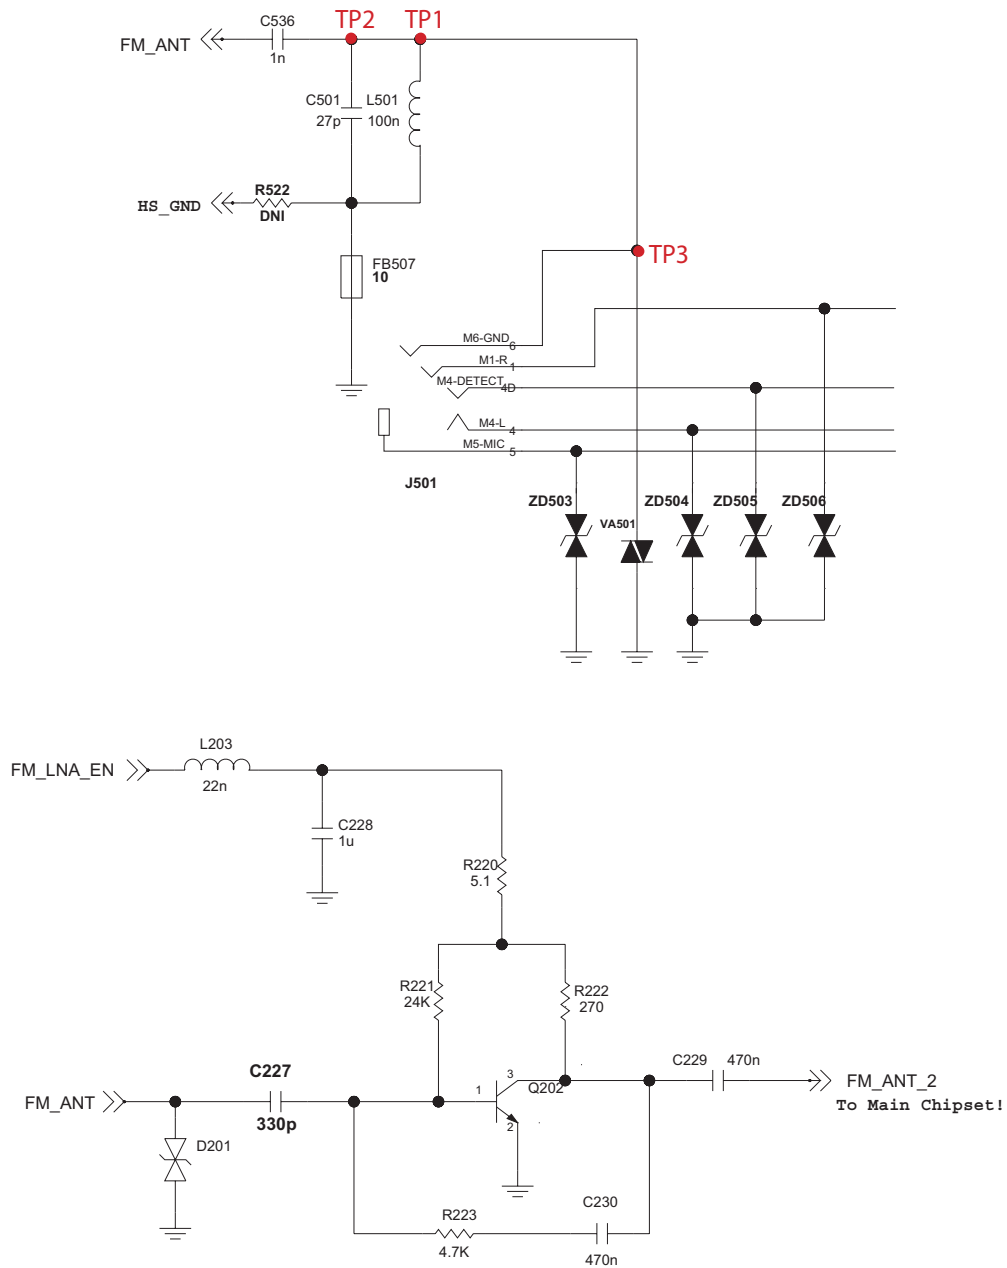 TP2 TP1
C536
FM_ANT
1n
C501 L501
27p 100n
R522
HS_GND
DNI
TP3
FB507
10
M6-GND 6
M1-R 1
M4-DETECT 4D
M4-L 4
M5-MIC 5
J501
ZD503 ZD504 ZD505 ZD506
VA501
L203
FM_LNA_EN
22n
C228
1u
R220
5.1
R221
24K
R222
270
C227
C229 470n
3
1 Q202
FM_ANT_2
FM_ANT
To Main Chipset!
330p
2
D201
C230
R223
4.7K
470n